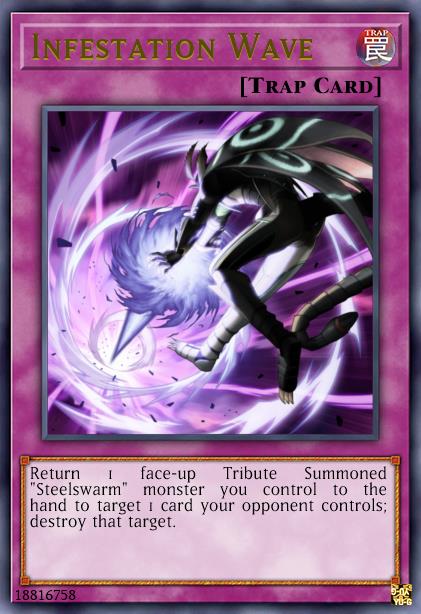 Infestation Wave
TRAP
罠
[Trap Card]
Return 1 face-up Tribute Summoned
"Steelswarm" monster you control to the
hand to target 1 card your opponent controls;
destroy that target.
18816758